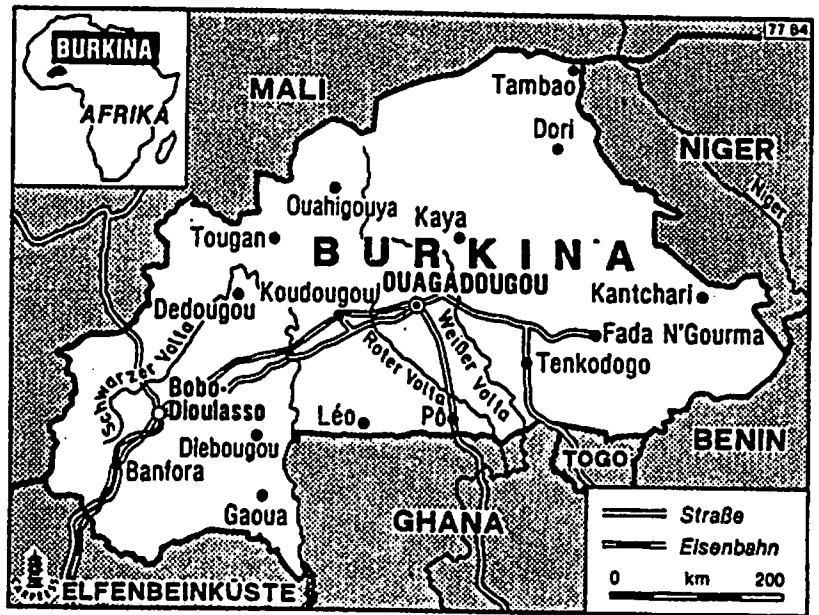 77 84
BURKINA
AFRIKA
MALI
Tambao
Dori
NIGER
Niger
Ouahigouya
Kaya
Tougan
BURKINA
OUAGADOUGOU
Koudougou
Dedougou
Kantchari
Fada N'Gourma
Schwarzer Volta
Roter Volta
Weißer Volta
Tenkodogo
Bobo-
Dioulasso
Léo
Pô
Diebougou
BENIN
TOGO
Banfora
Gaoua
GHANA
Straße
Eisenbahn
0 km 200
ELFENBEINKÜSTE